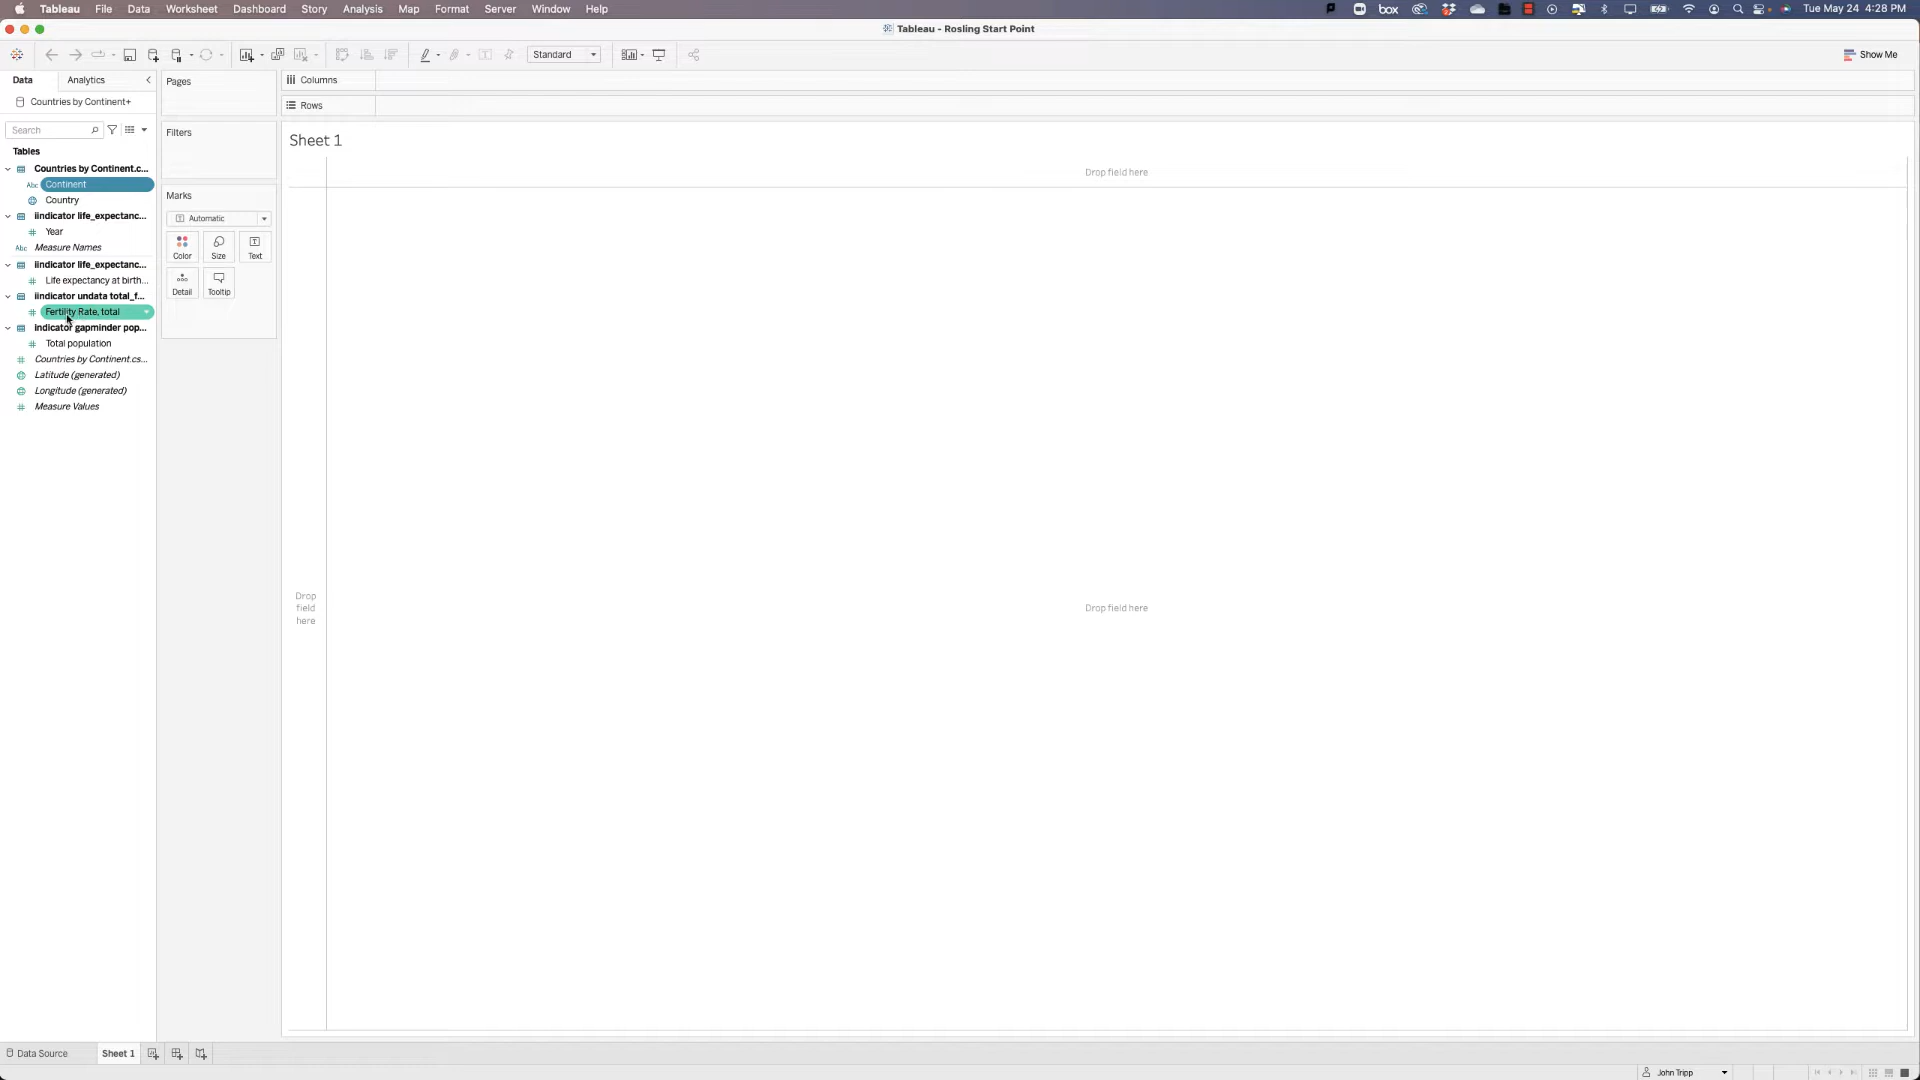 Tableau File Data Worksheet Dashboard Story Analysis Map Format Server Window Help box Tue May 24 4:28 PM
Tableau - Rosling Start Point
Standard Show Me
Data Analytics Pages Columns
Countries by Continent+ Rows
Search Filters
Sheet 1
Tables
Countries by Continent.c...
Drop field here
Abc Continent
Marks
Country
iindicator life_expectanc...
Automatic
Year
Abc Measure Names
Color Size Text
iindicator life_expectanc...
Life expectancy at birth...
Detail Tooltip
iindicator undata total_f...
Fertility Rate, total
indicator gapminder pop...
Total population
Countries by Continent.cs...
Latitude (generated)
Longitude (generated)
Measure Values
Drop
field
here
Drop field here
Data Source Sheet 1
John Tripp